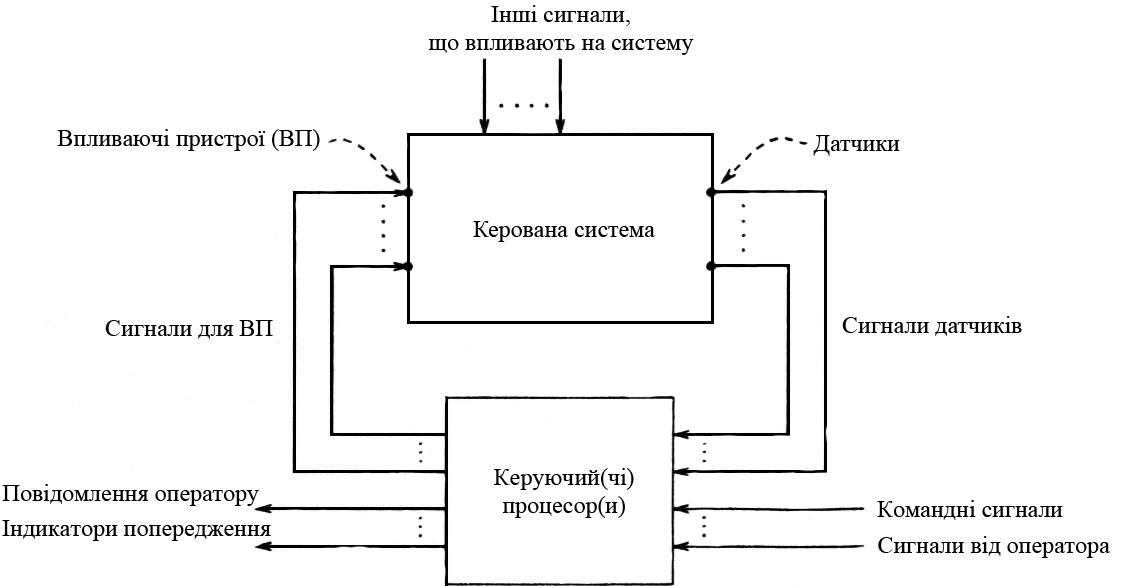 Інші сигнали,
що впливають на систему
Впливаючі пристрої (ВП)
Датчики
Керована система
Сигнали для ВП
Сигнали датчиків
Керуючий(чі)
процесор(и)
Повідомлення оператору
Індикатори попередження
Командні сигнали
Сигнали від оператора